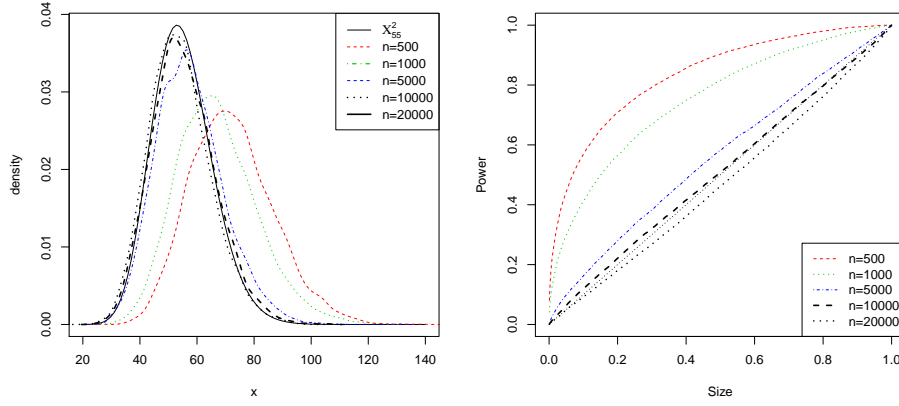 0.04
0.03
0.02
0.01
0.00
density
20 40 60 80 100 120 140
x
X²₅₅
n=500
n=1000
n=5000
n=10000
n=20000
1.0
0.8
0.6
0.4
0.2
0.0
Power
0.0 0.2 0.4 0.6 0.8 1.0
Size
n=500
n=1000
n=5000
n=10000
n=20000